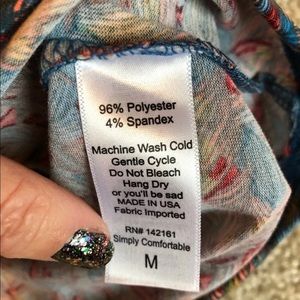 96% Polyester
4% Spandex
Machine Wash Cold
Gentle Cycle
Do Not Bleach
Hang Dry
or you'll be sad
MADE IN USA
Fabric Imported
RN# 142161
Simply Comfortable
M